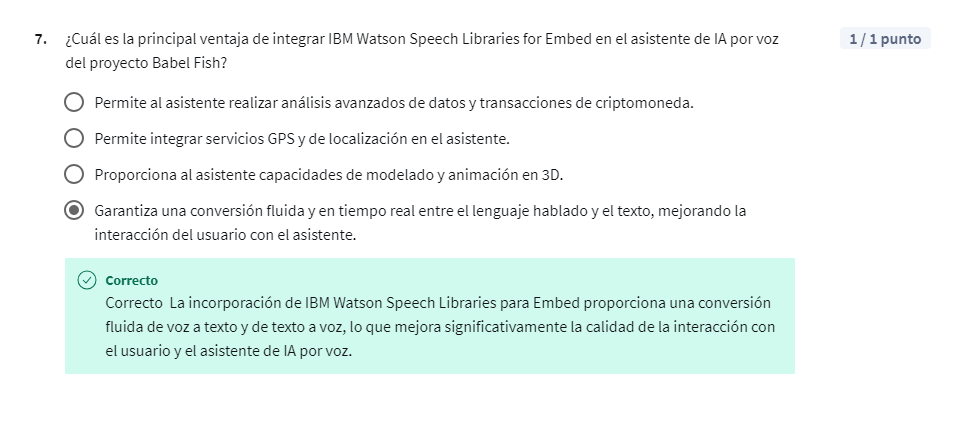 7. ¿Cuál es la principal ventaja de integrar IBM Watson Speech Libraries for Embed en el asistente de IA por voz
del proyecto Babel Fish?
1 / 1 punto
Permite al asistente realizar análisis avanzados de datos y transacciones de criptomoneda.
Permite integrar servicios GPS y de localización en el asistente.
Proporciona al asistente capacidades de modelado y animación en 3D.
Garantiza una conversión fluida y en tiempo real entre el lenguaje hablado y el texto, mejorando la
interacción del usuario con el asistente.
Correcto
Correcto La incorporación de IBM Watson Speech Libraries para Embed proporciona una conversión
fluida de voz a texto y de texto a voz, lo que mejora significativamente la calidad de la interacción con
el usuario y el asistente de IA por voz.